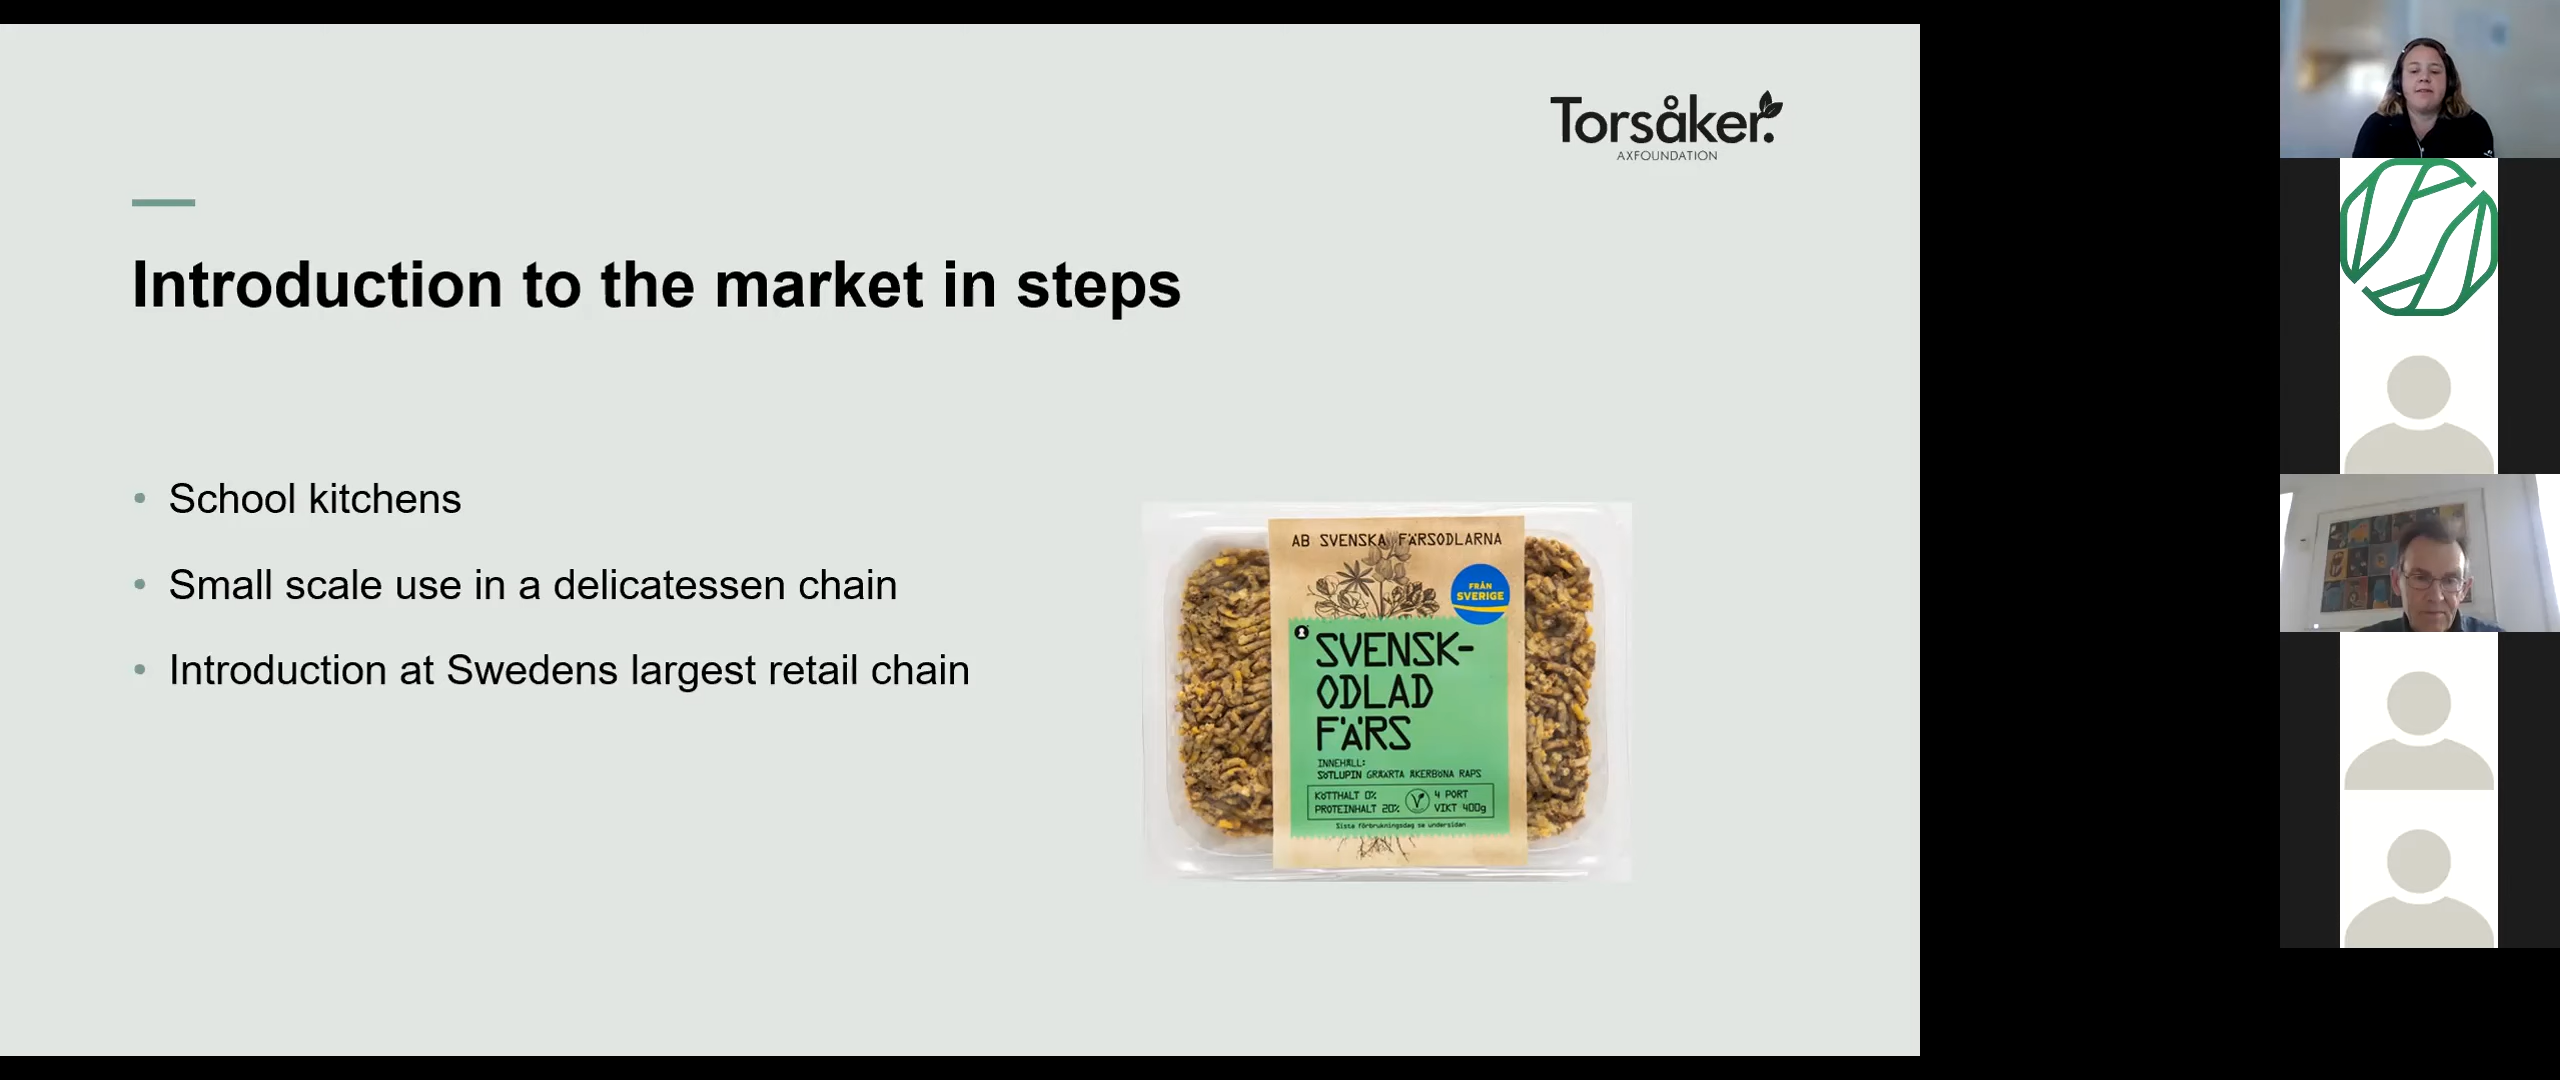 Torsåker.
AXFOUNDATION
Introduction to the market in steps
• School kitchens
• Small scale use in a delicatessen chain
• Introduction at Swedens largest retail chain
AB SVENSKA FÄRSODLARNA
FRÅN
SVERIGE
SVENSK-
ODLAD
FÄRS
INNEHÅLL:
SÖTLUPIN GRÅÄRTA ÅKERBÖNA RAPS
KÖTTHALT 0%
PROTEINHALT 20%
4 PORT
VIKT 400g
Sista förbrukningsdag se undersidan